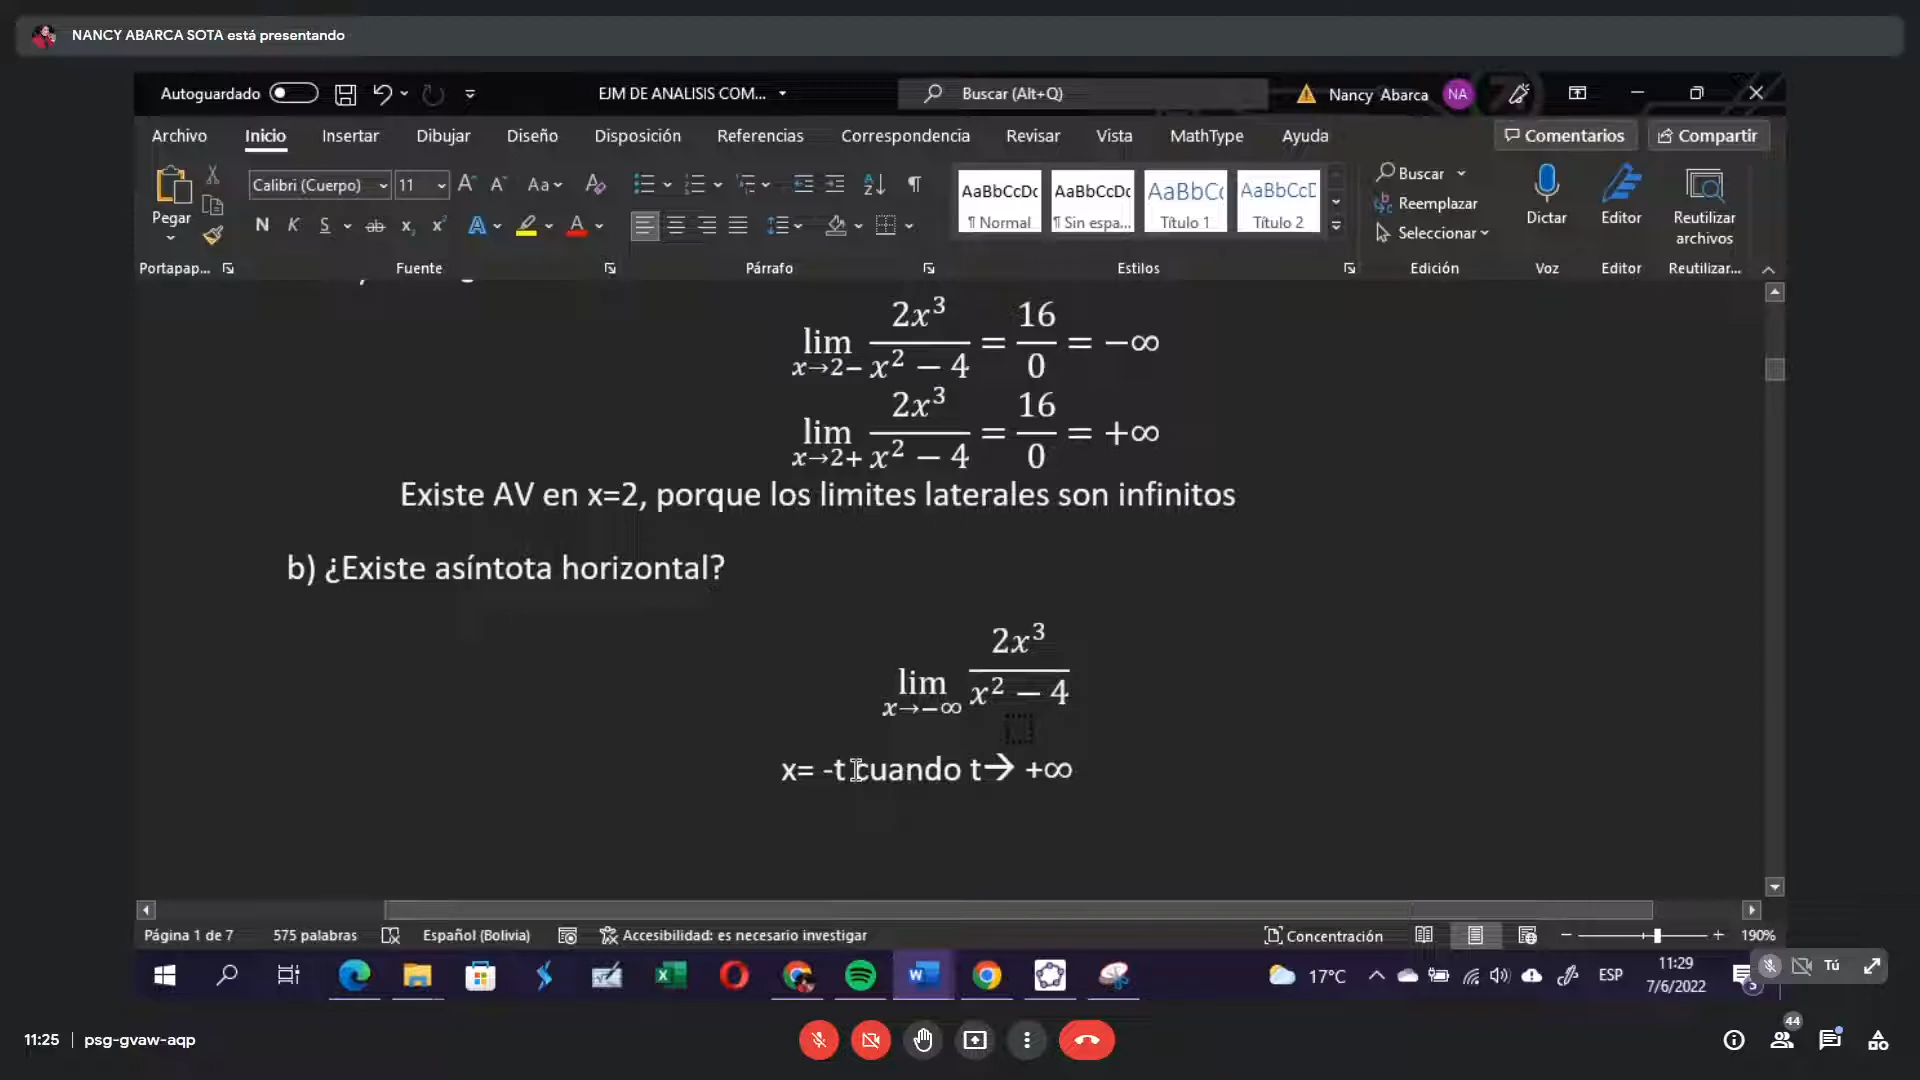 NANCY ABARCA SOTA está presentando
Autoguardado EJM DE ANALISIS COM... Buscar (Alt+Q) Nancy Abarca NA
Archivo Inicio Insertar Dibujar Diseño Disposición Referencias Correspondencia Revisar Vista MathType Ayuda Comentarios Compartir
Pegar Calibri (Cuerpo) 11 A A Aa A
N K S ab x, x² A A
AaBbCcDc AaBbCcDc AaBbCc AaBbCcD
¶ Normal ¶ Sin espa... Título 1 Título 2
Buscar
Reemplazar
Seleccionar
Dictar Editor Reutilizar archivos
Portapap... Fuente Párrafo Estilos Edición Voz Editor Reutilizar...
lim x→2− 2x³ / x² − 4 = 16 / 0 = −∞
lim x→2+ 2x³ / x² − 4 = 16 / 0 = +∞
Existe AV en x=2, porque los limites laterales son infinitos
b) ¿Existe asíntota horizontal?
lim x→−∞ 2x³ / x² − 4
x= -t cuando t→ +∞
Página 1 de 7 575 palabras Español (Bolivia) Accesibilidad: es necesario investigar Concentración 190%
17°C ESP 11:29
7/6/2022
5
Tú
11:25 | psg-gvaw-aqp
44